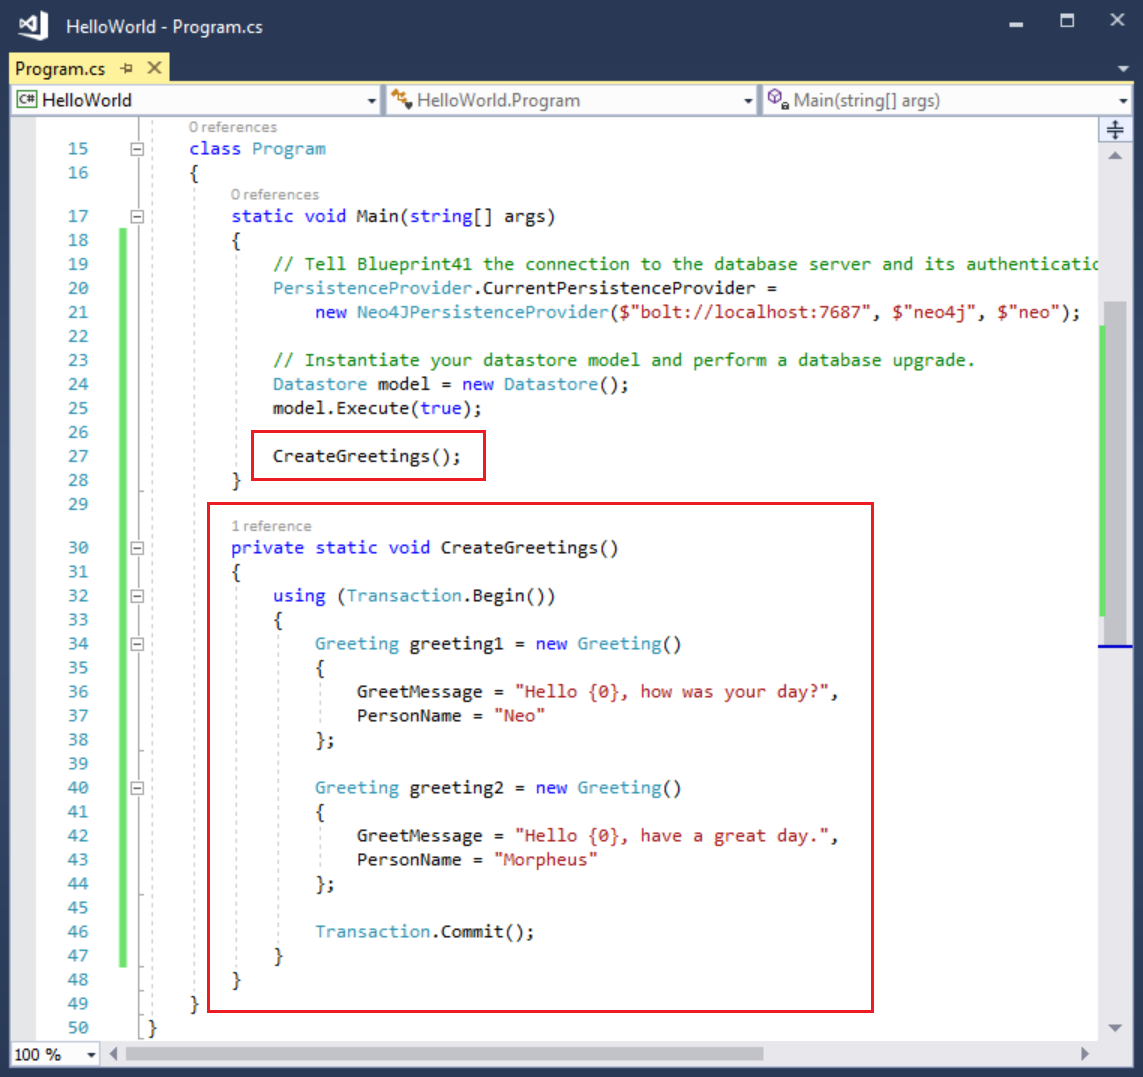 HelloWorld - Program.cs
Program.cs
C# HelloWorld HelloWorld.Program Main(string[] args)
0 references
15 class Program
16 {
0 references
17 static void Main(string[] args)
18 {
19 // Tell Blueprint41 the connection to the database server and its authenticatio
20 PersistenceProvider.CurrentPersistenceProvider =
21 new Neo4JPersistenceProvider($"bolt://localhost:7687", $"neo4j", $"neo");
22
23 // Instantiate your datastore model and perform a database upgrade.
24 Datastore model = new Datastore();
25 model.Execute(true);
26
27 CreateGreetings();
28 }
29
1 reference
30 private static void CreateGreetings()
31 {
32 using (Transaction.Begin())
33 {
34 Greeting greeting1 = new Greeting()
35 {
36 GreetMessage = "Hello {0}, how was your day?",
37 PersonName = "Neo"
38 };
39
40 Greeting greeting2 = new Greeting()
41 {
42 GreetMessage = "Hello {0}, have a great day.",
43 PersonName = "Morpheus"
44 };
45
46 Transaction.Commit();
47 }
48 }
49 }
50 }
100 %